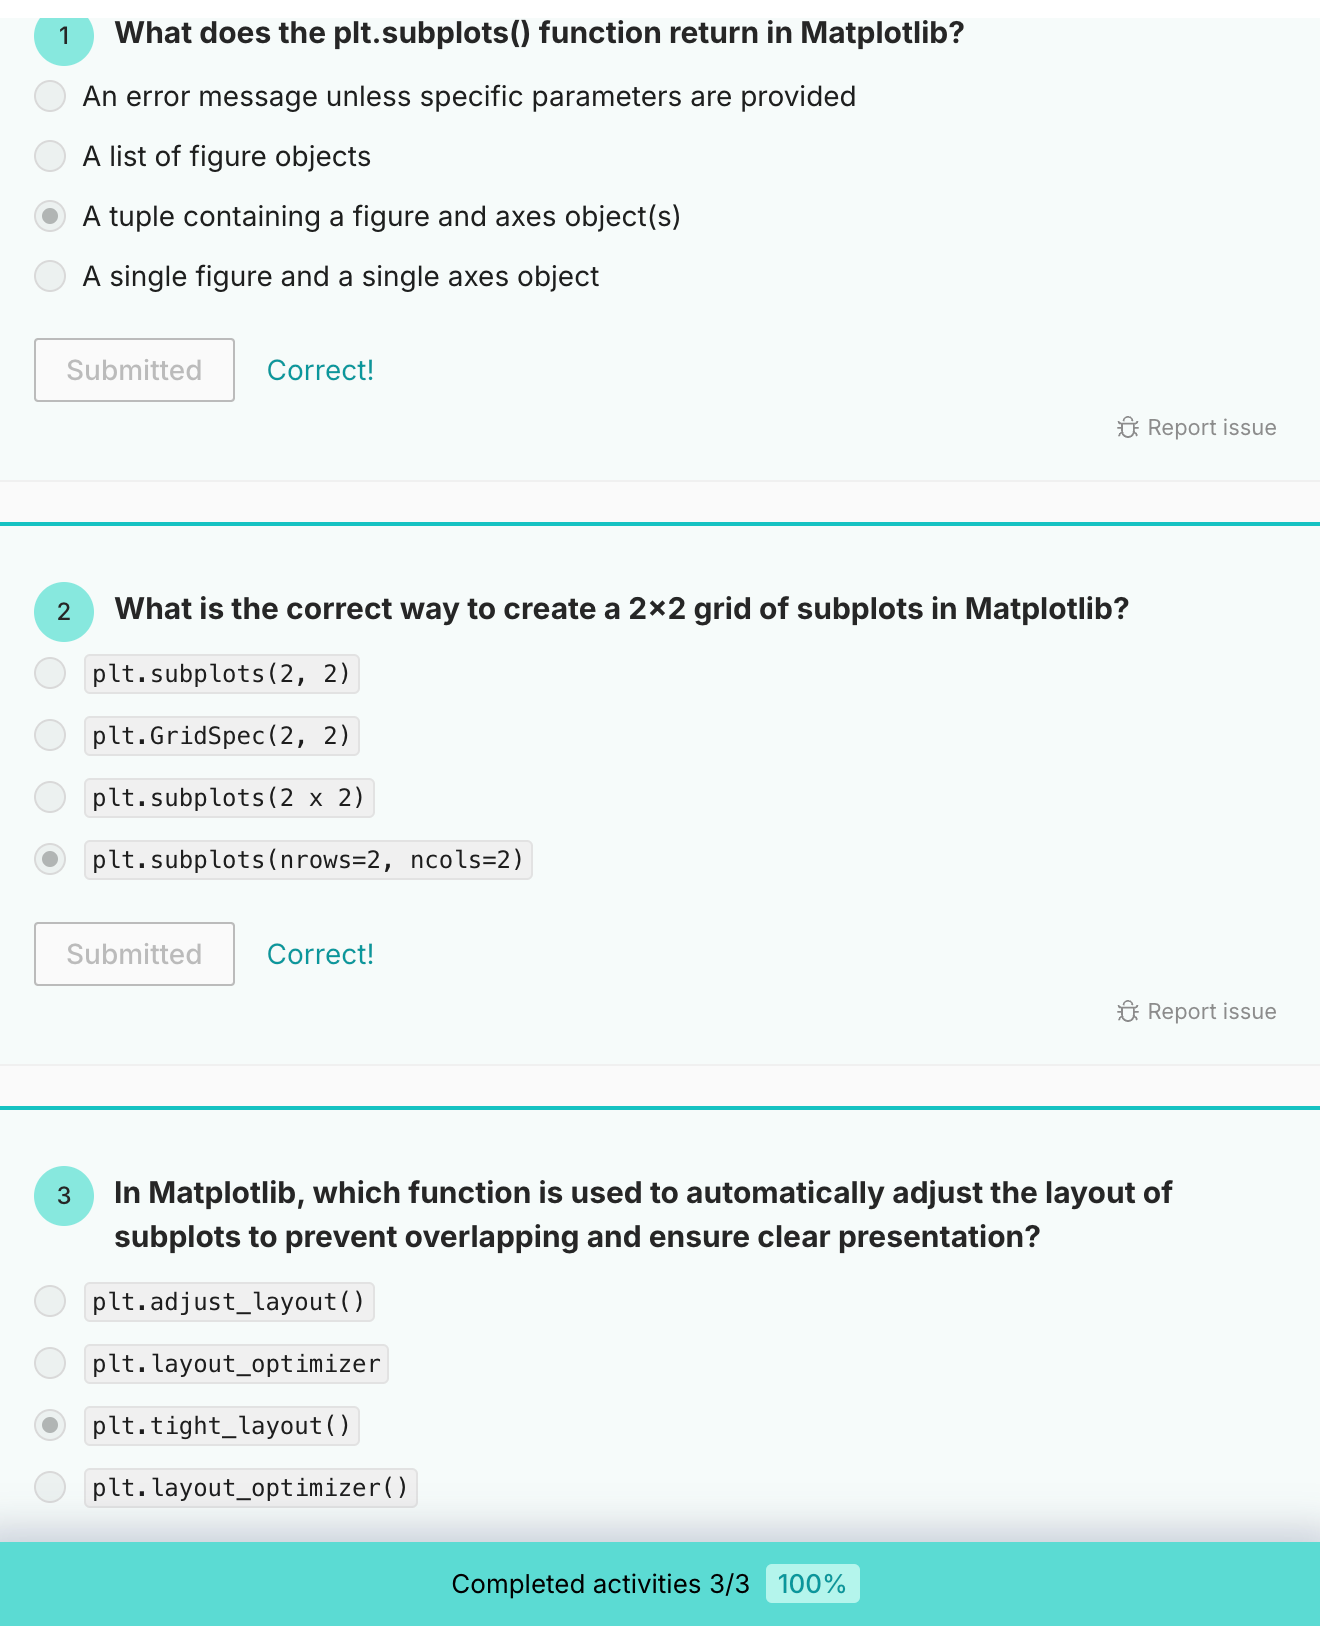 1
What does the plt.subplots() function return in Matplotlib?
An error message unless specific parameters are provided
A list of figure objects
A tuple containing a figure and axes object(s)
A single figure and a single axes object
Submitted
Correct!
Report issue
2
What is the correct way to create a 2×2 grid of subplots in Matplotlib?
plt.subplots(2, 2)
plt.GridSpec(2, 2)
plt.subplots(2 x 2)
plt.subplots(nrows=2, ncols=2)
Submitted
Correct!
Report issue
3
In Matplotlib, which function is used to automatically adjust the layout of
subplots to prevent overlapping and ensure clear presentation?
plt.adjust_layout()
plt.layout_optimizer
plt.tight_layout()
plt.layout_optimizer()
Completed activities 3/3 100%